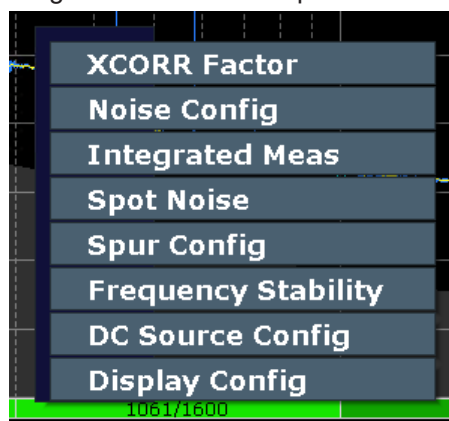 XCORR Factor
Noise Config
Integrated Meas
Spot Noise
Spur Config
Frequency Stability
DC Source Config
Display Config
1061/1600